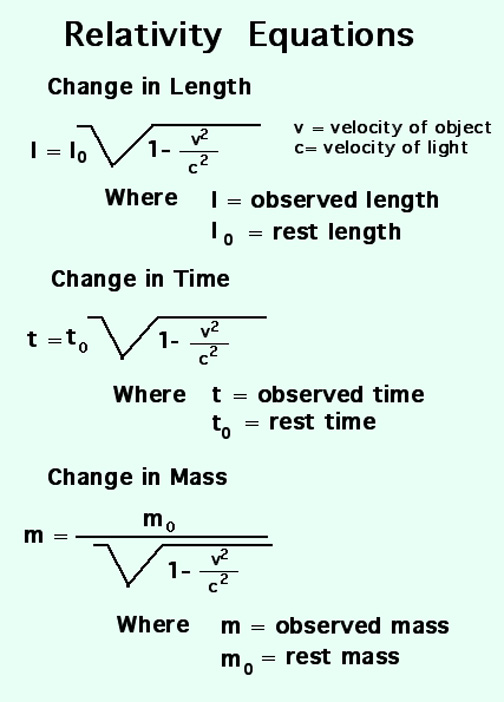 Relativity Equations
Change in Length
l = l₀ √(1- v²/c²)
v = velocity of object
c= velocity of light
Where l = observed length
l₀ = rest length
Change in Time
t =t₀ √(1- v²/c²)
Where t = observed time
t₀ = rest time
Change in Mass
m = m₀ / √(1- v²/c²)
Where m = observed mass
m₀ = rest mass